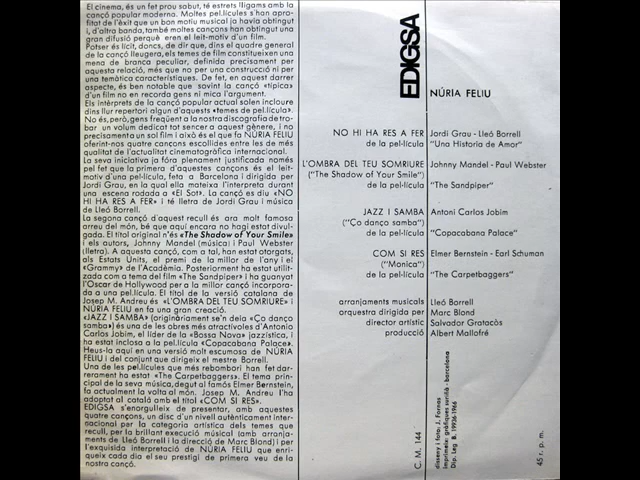 El cinema, és un fet prou sabut, té estrets lligams amb la
cançó popular moderna. Moltes pel.lícules s'han apro-
fitat de l'èxit que un bon motiu musical ja havia obtingut
i, d'altra banda, també moltes cançons han obtingut una
gran difusió perquè eren el leit-motiv d'un film.
Potser és lícit, doncs, de dir que, dins el quadre general
de la cançó lleugera, els temes de film constitueixen una
mena de branca peculiar, definida precisament per
aquesta relació, més que no per una construcció ni per
una temàtica característiques. De fet, en aquest darrer
aspecte, és ben notable que sovint la cançó «típica»
d'un film no en recorda gens ni mica l'argument.
Els intèrprets de la cançó popular actual solen incloure
dins llur repertori algun d'aquests «temes de pel.lícula».
No és, però, gens freqüent a la nostra discografia de tro-
bar un volum dedicat tot sencer a aquest gènere, i no
precisament un sol film i això és el que fa NÚRIA FELIU
oferint-nos quatre cançons escollides entre les de més
qualitat de l'actualitat cinematogràfica internacional.
La seva iniciativa ja fóra plenament justificada només
pel fet que la primera d'aquestes cançons és el leit-
motiv d'una pel.lícula, feta a Barcelona i dirigida per
Jordi Grau, en la qual ella mateixa l'interpreta durant
una escena rodada a «El Sot». La cançó es diu «NO
HI HA RES A FER» i té lletra de Jordi Grau i música
de Lleó Borrell.
La segona cançó d'aquest recull és ara molt famosa
arreu del món, bé que aquí encara no hagi estat divul-
gada. El títol original n'és «The Shadow of Your Smile»
i els autors, Johnny Mandel (música) i Paul Webster
(lletra). A aquesta cançó, com a tal, han estat atorgats,
als Estats Units, el premi de la millor de l'any i el
«Grammy» de l'Acadèmia. Posteriorment ha estat utilit-
zada com a tema del film «The Sandpiper» i ha guanyat
l'Oscar de Hollywood per a la millor cançó incorpora-
da a una pel.lícula. El títol de la versió catalana de
Josep M. Andreu és «L'OMBRA DEL TEU SOMRIURE» i
NÚRIA FELIU en fa una gran creació.
«JAZZ I SAMBA» (originàriament se'n deia «Ço danço
samba») és una de les obres més atractívoles d'Antonio
Carlos Jobim, el líder de la «Bossa Nova» jazzística, i
ha estat inclosa a la pel.lícula «Copacabana Palace».
Heus-la aquí en una versió molt escumosa de NÚRIA
FELIU i del conjunt que dirigeix el mestre Borrell.
Una de les pel.lícules que més rebombori han fet dar-
rerament ha estat «The Carpetbaggers». El tema princi-
pal de la seva música, degut al famós Elmer Bernstein,
fa actualment la volta al món. Josep M. Andreu l'ha
adoptat al català amb el títol «COM SI RES».
EDIGSA s'enorgulleix de presentar, amb aquestes
quatre cançons, un disc d'un nivell autènticament inter-
nacional per la categoria artística dels temes que
recull, per la brillant execució musical (amb arranja-
ments de Lleó Borrell i la direcció de Marc Blond) i per
l'exquisida interpretació de NÚRIA FELIU que enri-
queix cada dia el seu prestigi de primera veu de la
nostra cançó.
EDIGSA
NÚRIA FELIU
NO HI HA RES A FER Jordi Grau - Lleó Borrell
de la pel·lícula "Una Historia de Amor"
L'OMBRA DEL TEU SOMRIURE Johnny Mandel - Paul Webster
("The Shadow of Your Smile")
de la pel·lícula "The Sandpiper"
JAZZ I SAMBA Antoni Carlos Jobim
("Ço danço samba")
de la pel·lícula "Copacabana Palace"
COM SI RES Elmer Bernstein - Earl Schuman
("Monica")
de la pel·lícula "The Carpetbaggers"
arranjaments musicals Lleó Borrell
orquestra dirigida per Marc Blond
director artístic Salvador Gratacòs
producció Albert Mallofré
C. M. 144
disseny i foto: J. Fornas
imprimeix: gràfiques sunyà - barcelona
Dip. Leg B. 19926-1966
45 r. p. m.